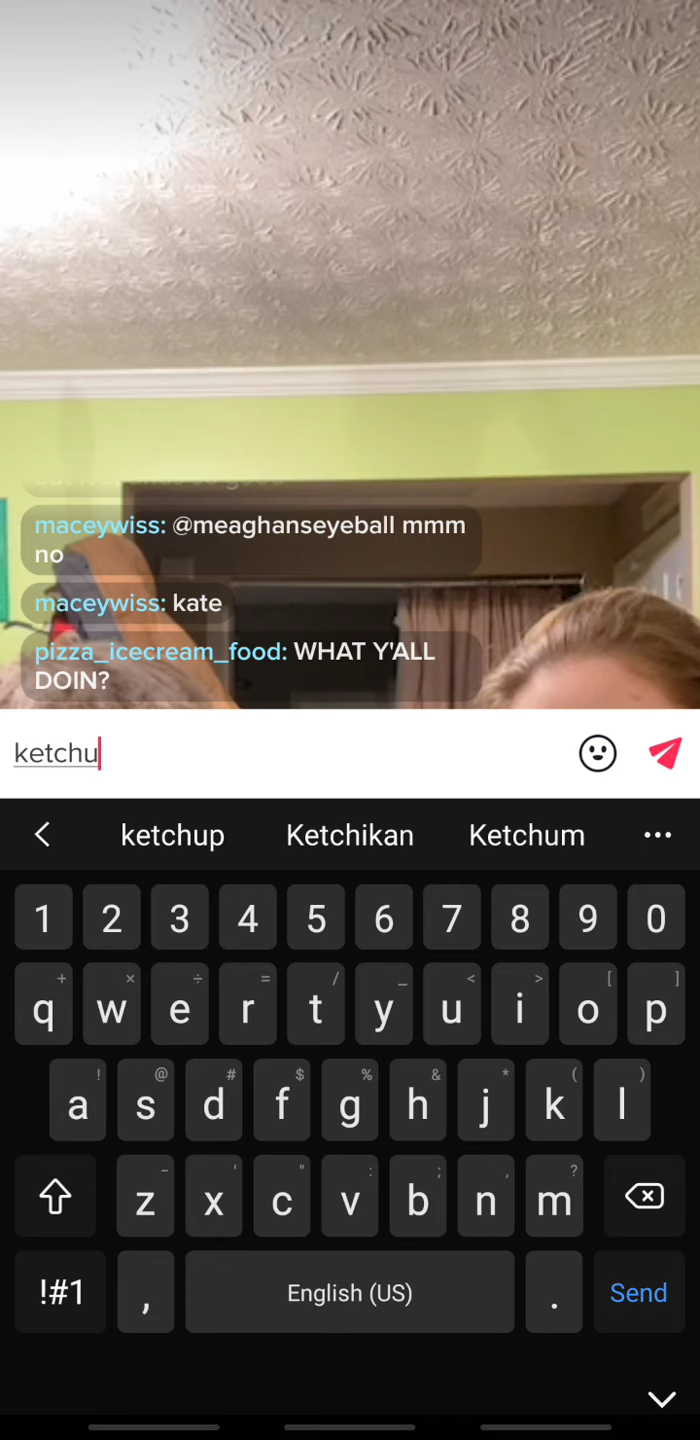 maceywiss: @meaghanseyeball mmm
no
maceywiss: kate
pizza_icecream_food: WHAT Y'ALL
DOIN?
ketchu
ketchup Ketchikan Ketchum ...
1 2 3 4 5 6 7 8 9 0
+ × ÷ = / _ < > [ ]
q w e r t y u i o p
! @ # $ % & * ( )
a s d f g h j k l
- ' " : ; , ?
z x c v b n m
!#1 , English (US) . Send